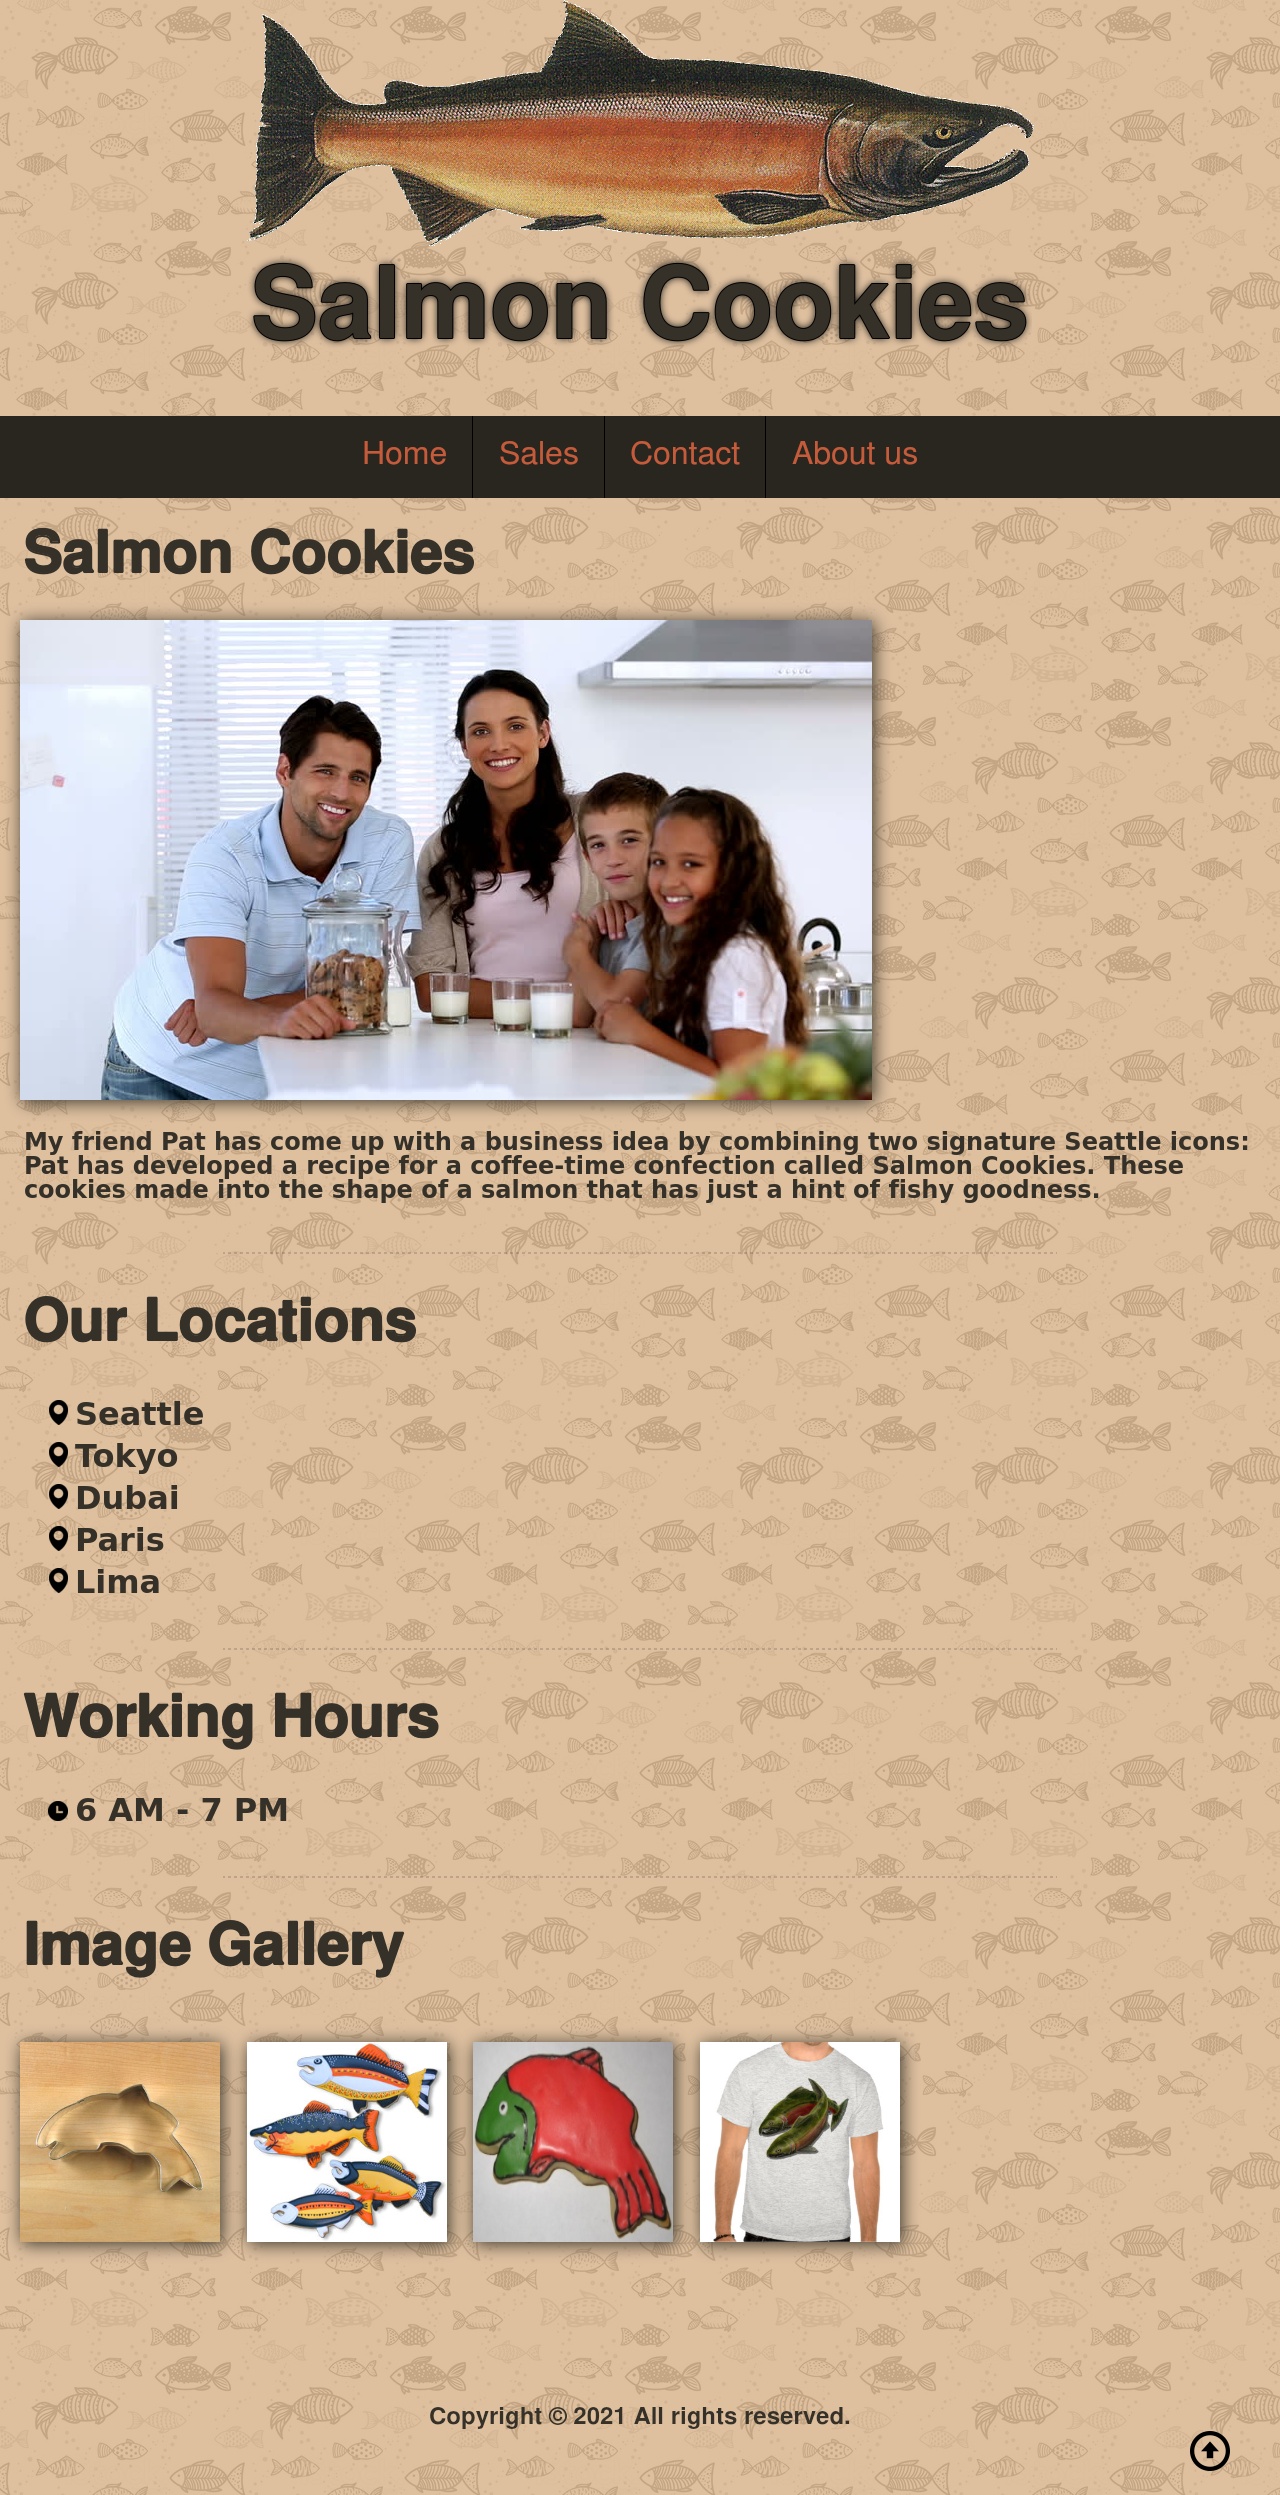 Salmon Cookies
Home
Sales
Contact
About us
Salmon Cookies
My friend Pat has come up with a business idea by combining two signature Seattle icons:
Pat has developed a recipe for a coffee-time confection called Salmon Cookies. These
cookies made into the shape of a salmon that has just a hint of fishy goodness.
Our Locations
Seattle
Tokyo
Dubai
Paris
Lima
Working Hours
6 AM - 7 PM
Image Gallery
Copyright © 2021 All rights reserved.